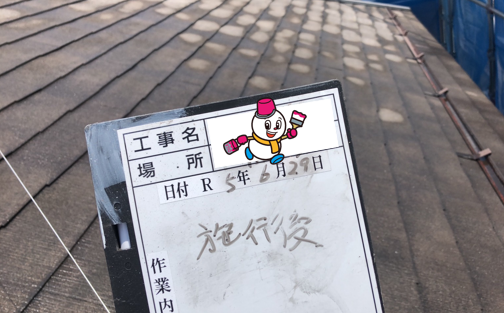 工事名
場所
日付 R 5年 6月 29日
施行後
作業内